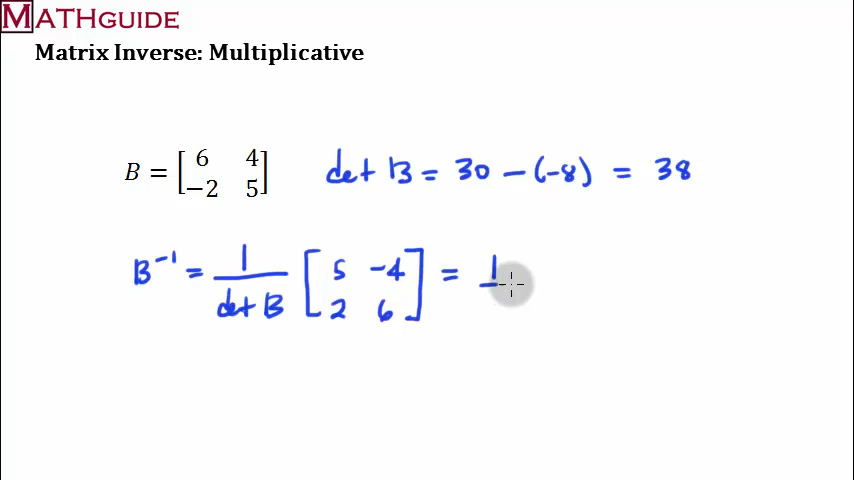 MATHGUIDE
Matrix Inverse: Multiplicative
B = [6 4 −2 5] det B = 30 − (−8) = 38
B⁻¹ = 1/det B [5 −4 2 6] = 1